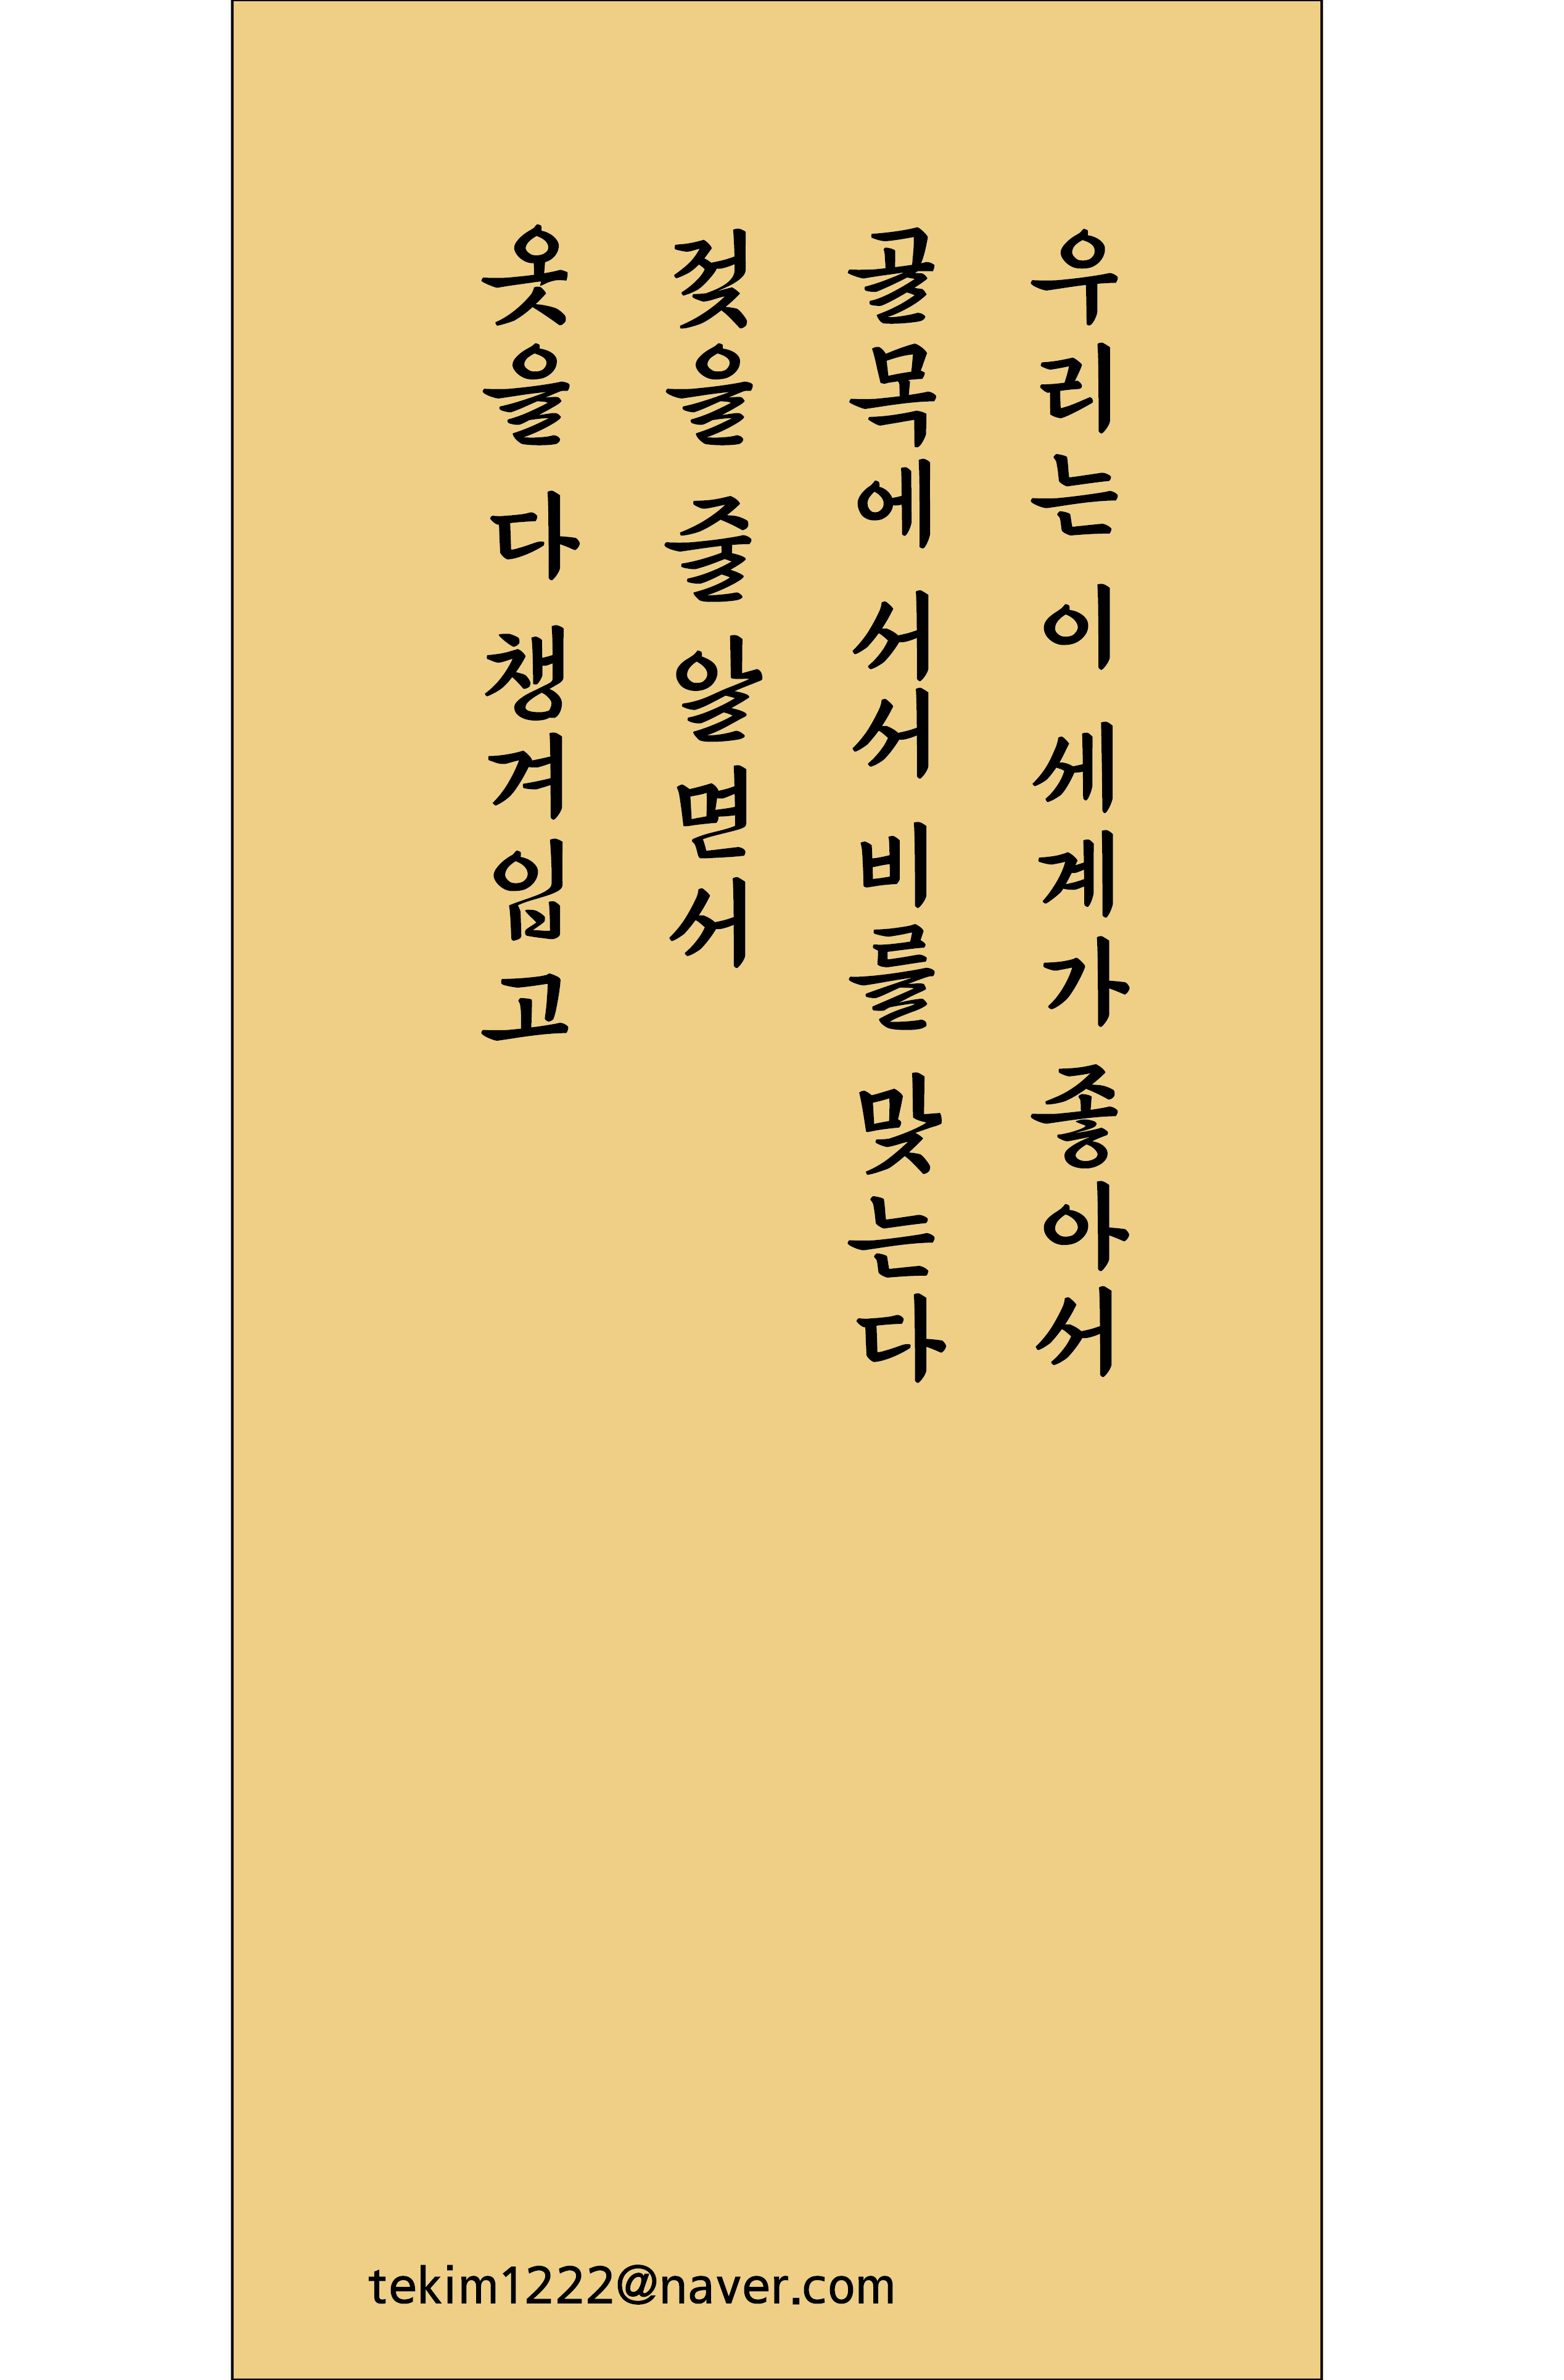 우리는 이 세계가 좋아서
골목에 서서 비를 맞는다
젖을 줄 알면서
옷을 다 챙겨 입고
tekim1222@naver.com